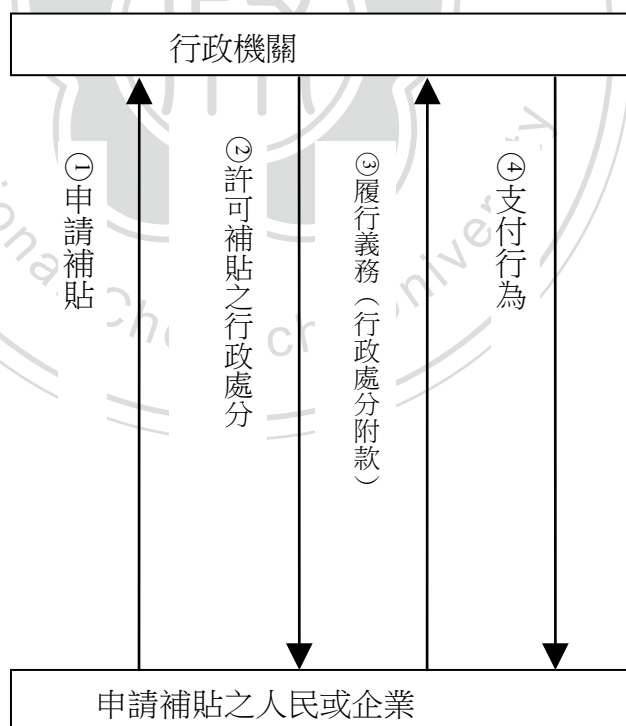 行政機關
①申請補貼
②許可補貼之行政處分
③履行義務（行政處分附款）
④支付行為
申請補貼之人民或企業